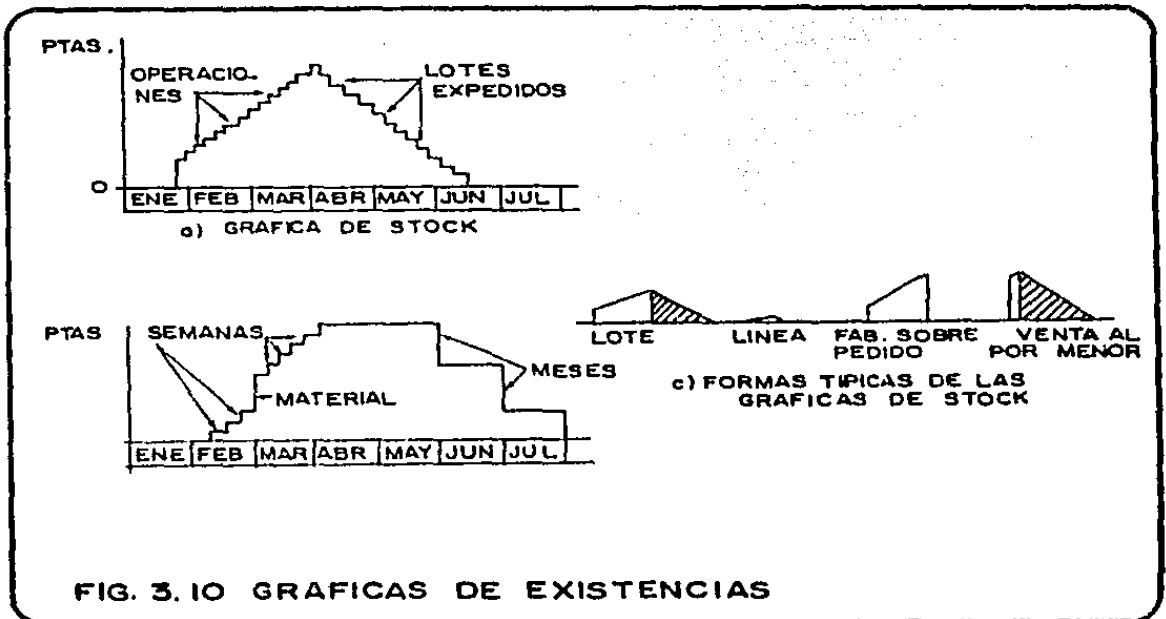 PTAS.
OPERACIO-
NES
LOTES
EXPEDIDOS
O
ENE FEB MAR ABR MAY JUN JUL
a) GRAFICA DE STOCK
PTAS
SEMANAS
MATERIAL
MESES
ENE FEB MAR ABR MAY JUN JUL
LOTE
LINEA
FAB. SOBRE
PEDIDO
VENTA AL
POR MENOR
c) FORMAS TIPICAS DE LAS
GRAFICAS DE STOCK
FIG. 3.10 GRAFICAS DE EXISTENCIAS